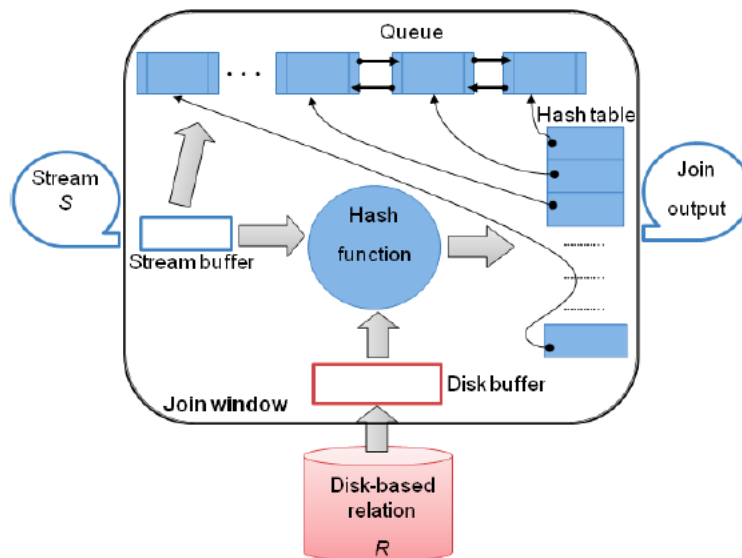 Queue
Hash table
Stream
S
Hash
function
Join
output
Stream buffer
Disk buffer
Join window
Disk-based
relation
R